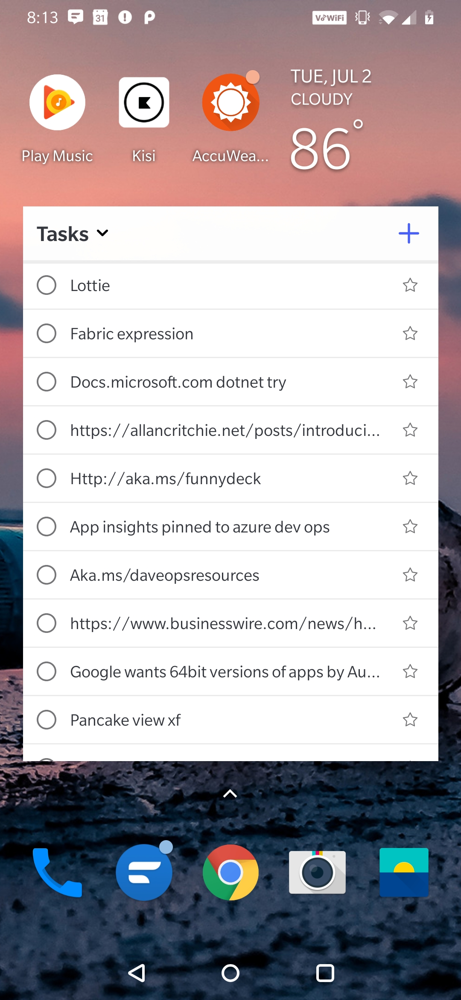 8:13
31
VoWiFi
TUE, JUL 2
CLOUDY
86°
Play Music
Kisi
AccuWea...
Tasks
Lottie
Fabric expression
Docs.microsoft.com dotnet try
https://allancritchie.net/posts/introduci...
Http://aka.ms/funnydeck
App insights pinned to azure dev ops
Aka.ms/daveopsresources
https://www.businesswire.com/news/h...
Google wants 64bit versions of apps by Au...
Pancake view xf